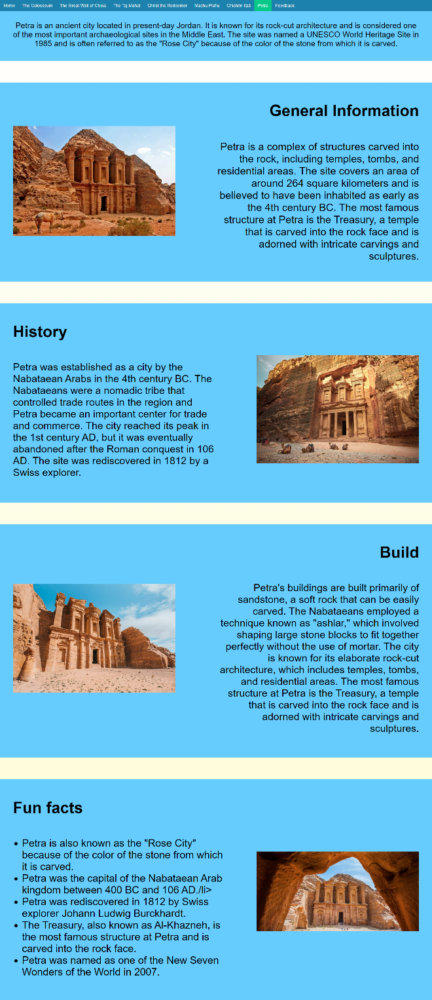 Home The Colosseum The Great Wall of China The Taj Mahal Christ the Redeemer Machu Pichu Chichén Itzá Petra Feedback
Petra is an ancient city located in present-day Jordan. It is known for its rock-cut architecture and is considered one
of the most important archaeological sites in the Middle East. The site was named a UNESCO World Heritage Site in
1985 and is often referred to as the "Rose City" because of the color of the stone from which it is carved.
General Information
Petra is a complex of structures carved into
the rock, including temples, tombs, and
residential areas. The site covers an area of
around 264 square kilometers and is
believed to have been inhabited as early as
the 4th century BC. The most famous
structure at Petra is the Treasury, a temple
that is carved into the rock face and is
adorned with intricate carvings and
sculptures.
History
Petra was established as a city by the
Nabataean Arabs in the 4th century BC. The
Nabataeans were a nomadic tribe that
controlled trade routes in the region and
Petra became an important center for trade
and commerce. The city reached its peak in
the 1st century AD, but it was eventually
abandoned after the Roman conquest in 106
AD. The site was rediscovered in 1812 by a
Swiss explorer.
Build
Petra's buildings are built primarily of
sandstone, a soft rock that can be easily
carved. The Nabataeans employed a
technique known as "ashlar," which involved
shaping large stone blocks to fit together
perfectly without the use of mortar. The city
is known for its elaborate rock-cut
architecture, which includes temples, tombs,
and residential areas. The most famous
structure at Petra is the Treasury, a temple
that is carved into the rock face and is
adorned with intricate carvings and
sculptures.
Fun facts
• Petra is also known as the "Rose City"
because of the color of the stone from which
it is carved.
• Petra was the capital of the Nabataean Arab
kingdom between 400 BC and 106 AD./li>
• Petra was rediscovered in 1812 by Swiss
explorer Johann Ludwig Burckhardt.
• The Treasury, also known as Al-Khazneh, is
the most famous structure at Petra and is
carved into the rock face.
• Petra was named as one of the New Seven
Wonders of the World in 2007.